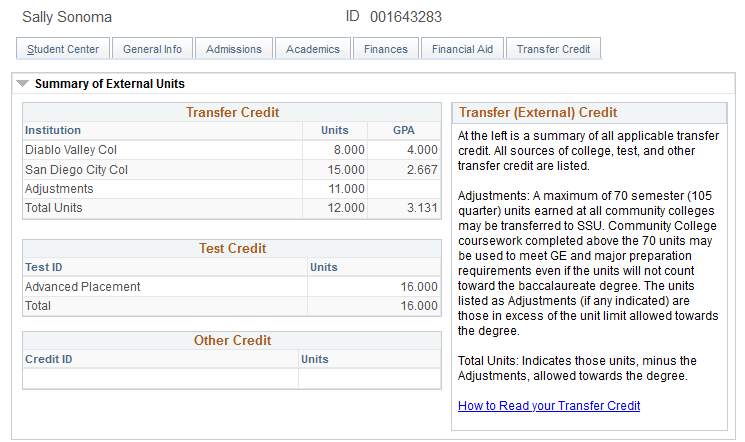 Sally Sonoma ID 001643283
Student Center General Info Admissions Academics Finances Financial Aid Transfer Credit
Summary of External Units
Transfer Credit
Institution Units GPA
Diablo Valley Col 8.000 4.000
San Diego City Col 15.000 2.667
Adjustments 11.000
Total Units 12.000 3.131
Test Credit
Test ID Units
Advanced Placement 16.000
Total 16.000
Other Credit
Credit ID Units
Transfer (External) Credit
At the left is a summary of all applicable transfer
credit. All sources of college, test, and other
transfer credit are listed.
Adjustments: A maximum of 70 semester (105
quarter) units earned at all community colleges
may be transferred to SSU. Community College
coursework completed above the 70 units may
be used to meet GE and major preparation
requirements even if the units will not count
toward the baccalaureate degree. The units
listed as Adjustments (if any indicated) are
those in excess of the unit limit allowed towards
the degree.
Total Units: Indicates those units, minus the
Adjustments, allowed towards the degree.
How to Read your Transfer Credit